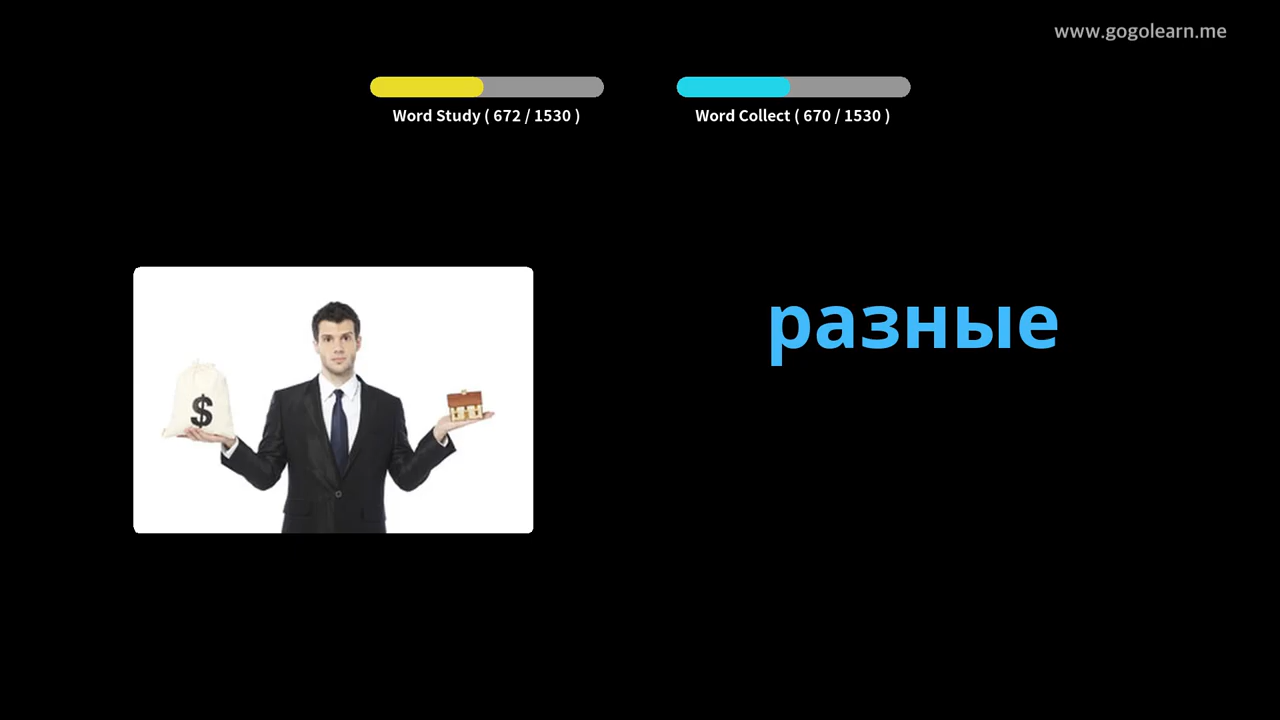 www.gogolearn.me
Word Study ( 672 / 1530 )
Word Collect ( 670 / 1530 )
разные
$